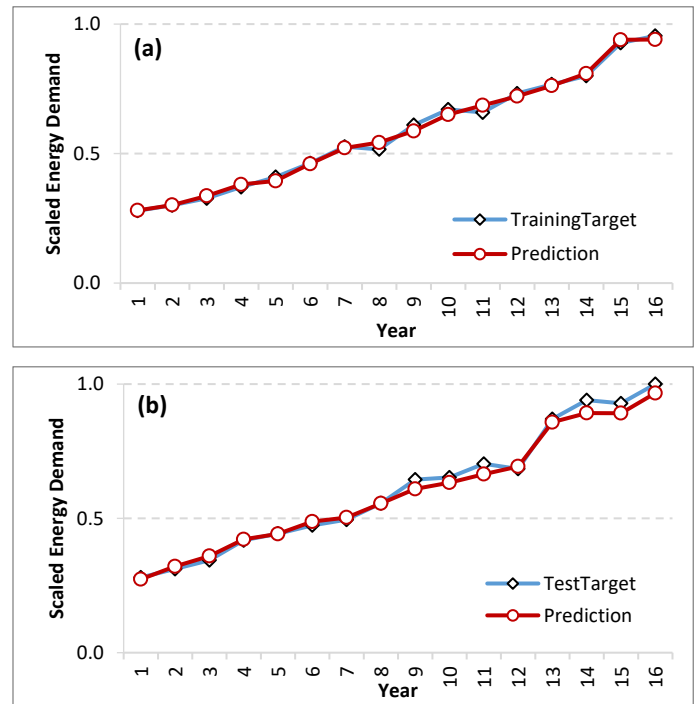 (a)
1.0
0.5
0.0
Scaled Energy Demand
TrainingTarget
Prediction
1 2 3 4 5 6 7 8 9 10 11 12 13 14 15 16
Year
(b)
1.0
0.5
0.0
Scaled Energy Demand
TestTarget
Prediction
1 2 3 4 5 6 7 8 9 10 11 12 13 14 15 16
Year